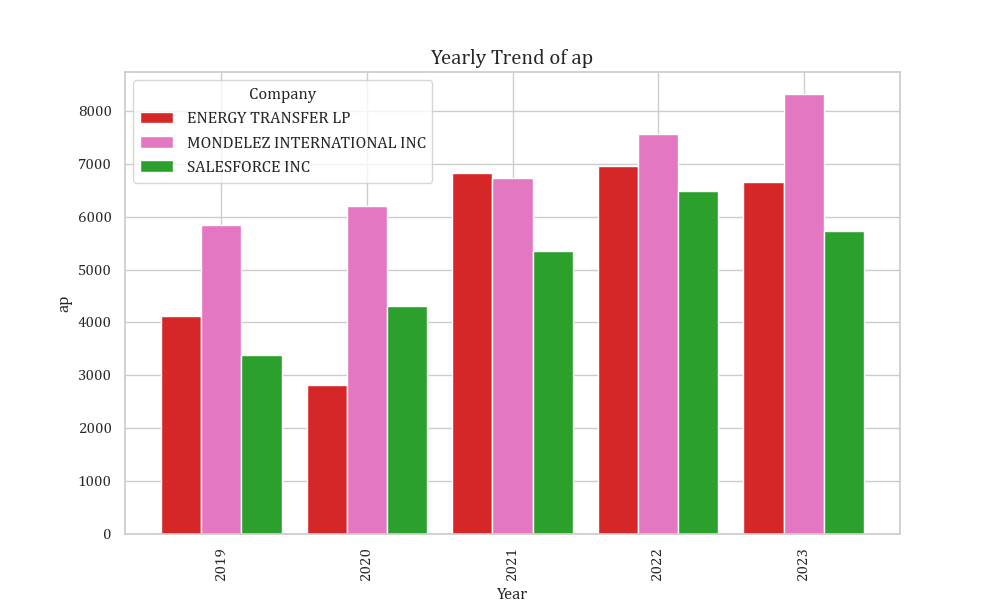 Yearly Trend of ap
Company
ENERGY TRANSFER LP
MONDELEZ INTERNATIONAL INC
SALESFORCE INC
8000
7000
6000
5000
4000
3000
2000
1000
0
ap
2019
2020
2021
2022
2023
Year